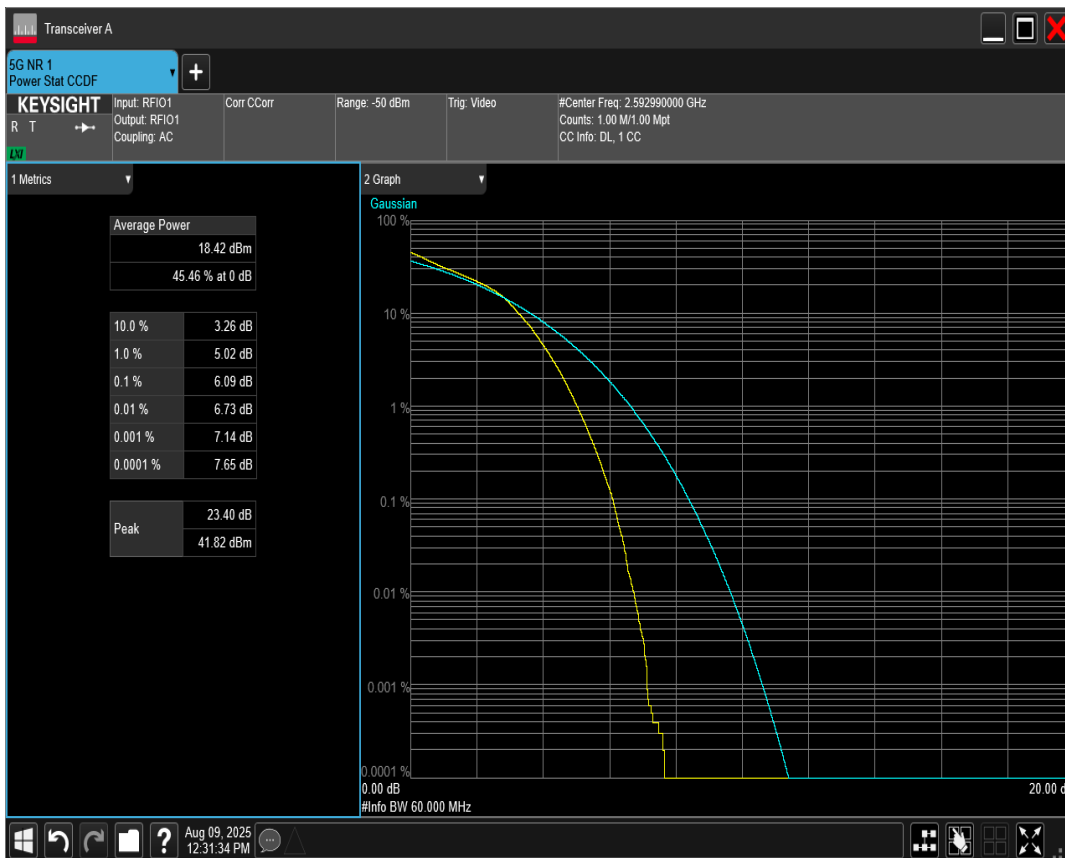 Transceiver A
5G NR 1
Power Stat CCDF
KEYSIGHT
R T
LXI
Input: RFIO1
Output: RFIO1
Coupling: AC
Corr CCorr
Range: -50 dBm
Trig: Video
#Center Freq: 2.592990000 GHz
Counts: 1.00 M/1.00 Mpt
CC Info: DL, 1 CC
1 Metrics
Average Power
18.42 dBm
45.46 % at 0 dB
10.0 % 3.26 dB
1.0 % 5.02 dB
0.1 % 6.09 dB
0.01 % 6.73 dB
0.001 % 7.14 dB
0.0001 % 7.65 dB
Peak
23.40 dB
41.82 dBm
2 Graph
Gaussian
100 %
10 %
1 %
0.1 %
0.01 %
0.001 %
0.0001 %
0.00 dB
20.00 d
#Info BW 60.000 MHz
?
Aug 09, 2025
12:31:34 PM